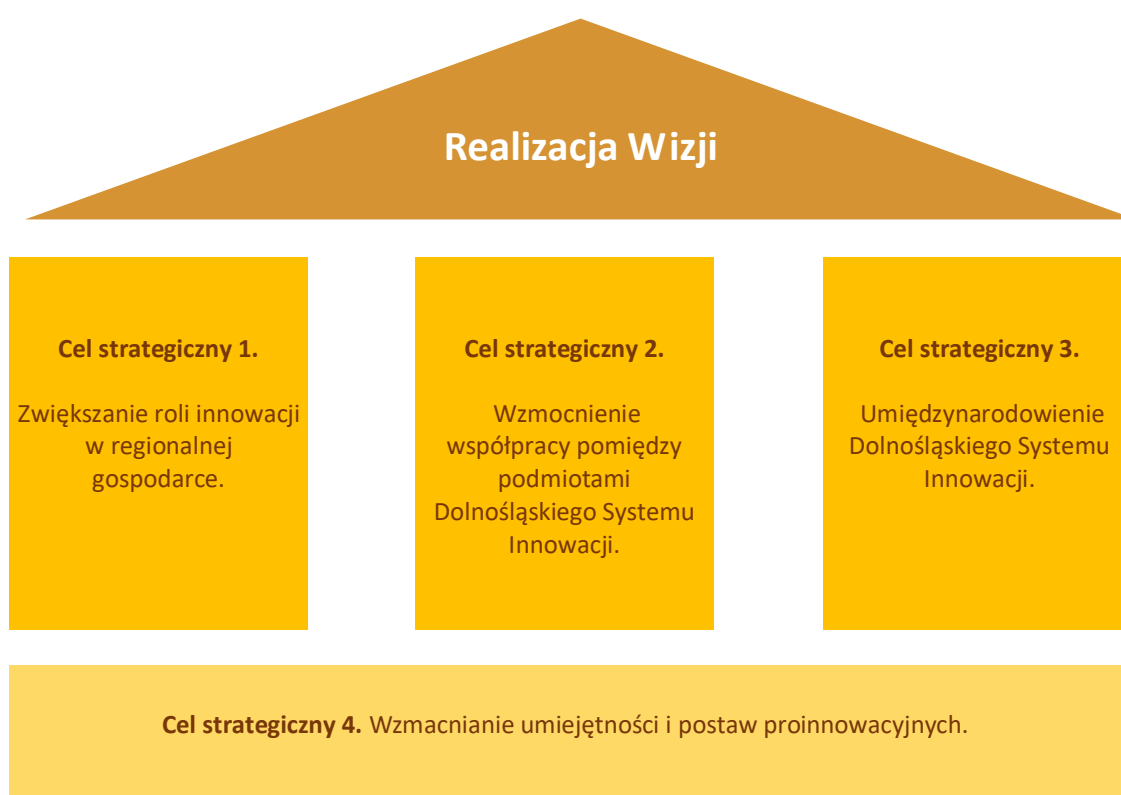 Realizacja Wizji
Cel strategiczny 1.
Zwiększanie roli innowacji
w regionalnej
gospodarce.
Cel strategiczny 2.
Wzmocnienie
współpracy pomiędzy
podmiotami
Dolnośląskiego Systemu
Innowacji.
Cel strategiczny 3.
Umiędzynarodowienie
Dolnośląskiego Systemu
Innowacji.
Cel strategiczny 4. Wzmacnianie umiejętności i postaw proinnowacyjnych.